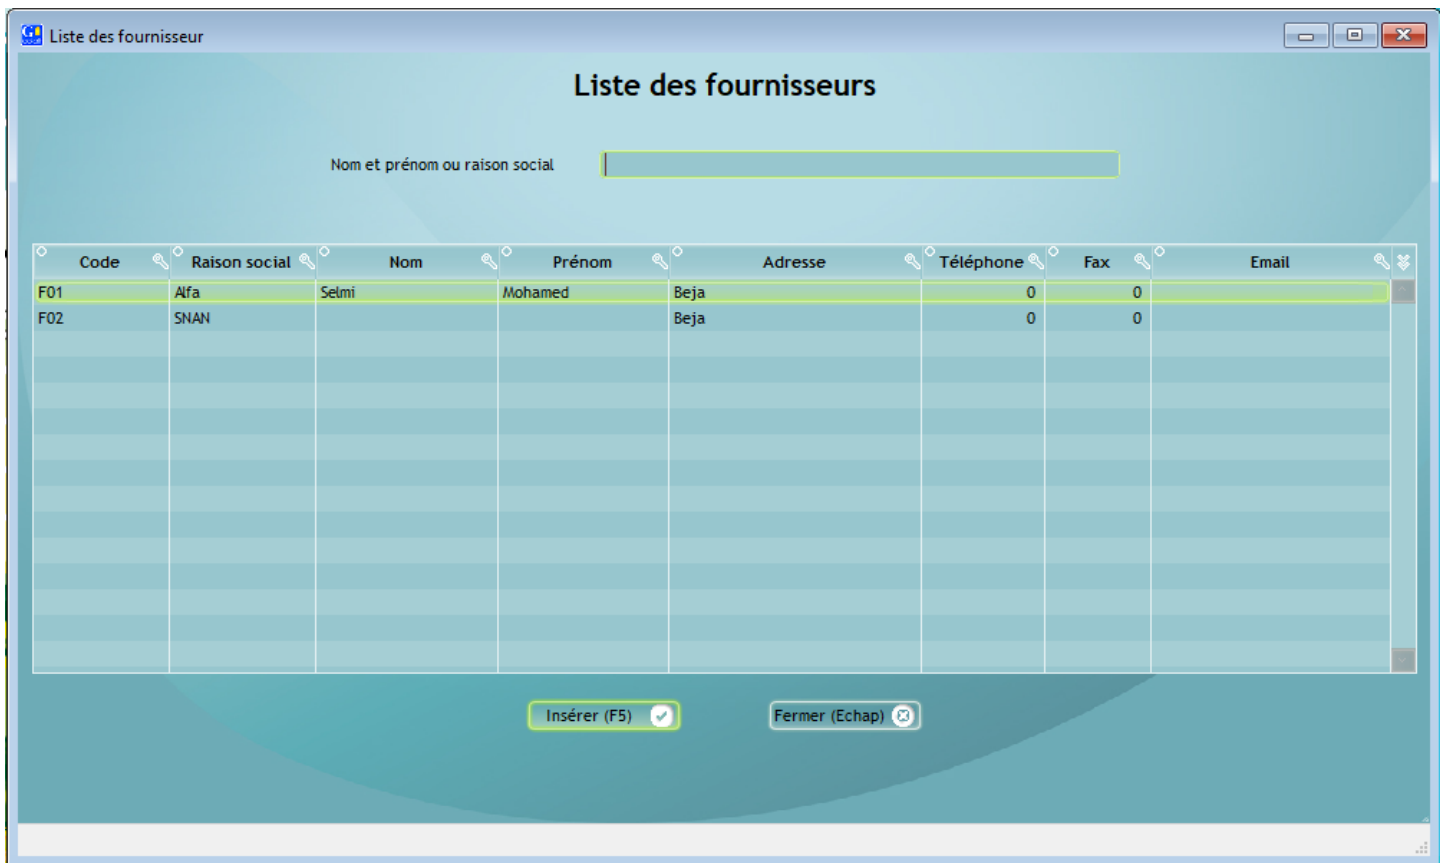 Liste des fournisseur
Liste des fournisseurs
Nom et prénom ou raison social
Code Raison social Nom Prénom Adresse Téléphone Fax Email
F01 Alfa Selmi Mohamed Beja 0 0
F02 SNAN Beja 0 0
Insérer (F5) Fermer (Echap)